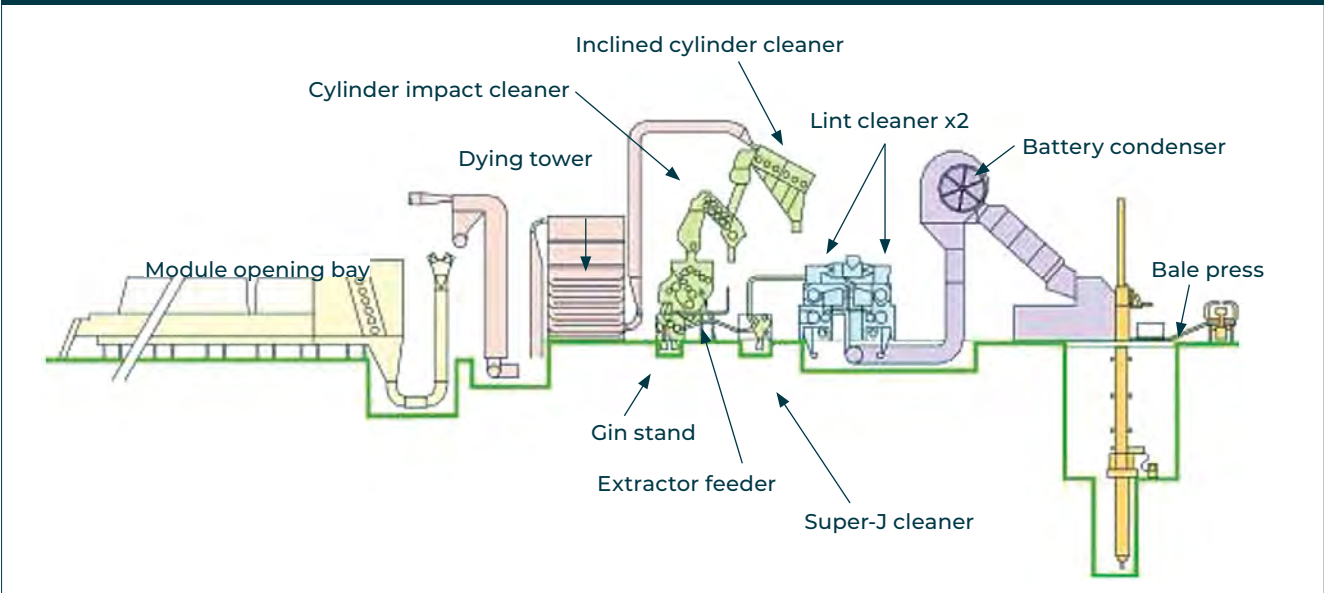 Inclined cylinder cleaner
Cylinder impact cleaner
Lint cleaner x2
Battery condenser
Dying tower
Module opening bay
Bale press
Gin stand
Extractor feeder
Super-J cleaner